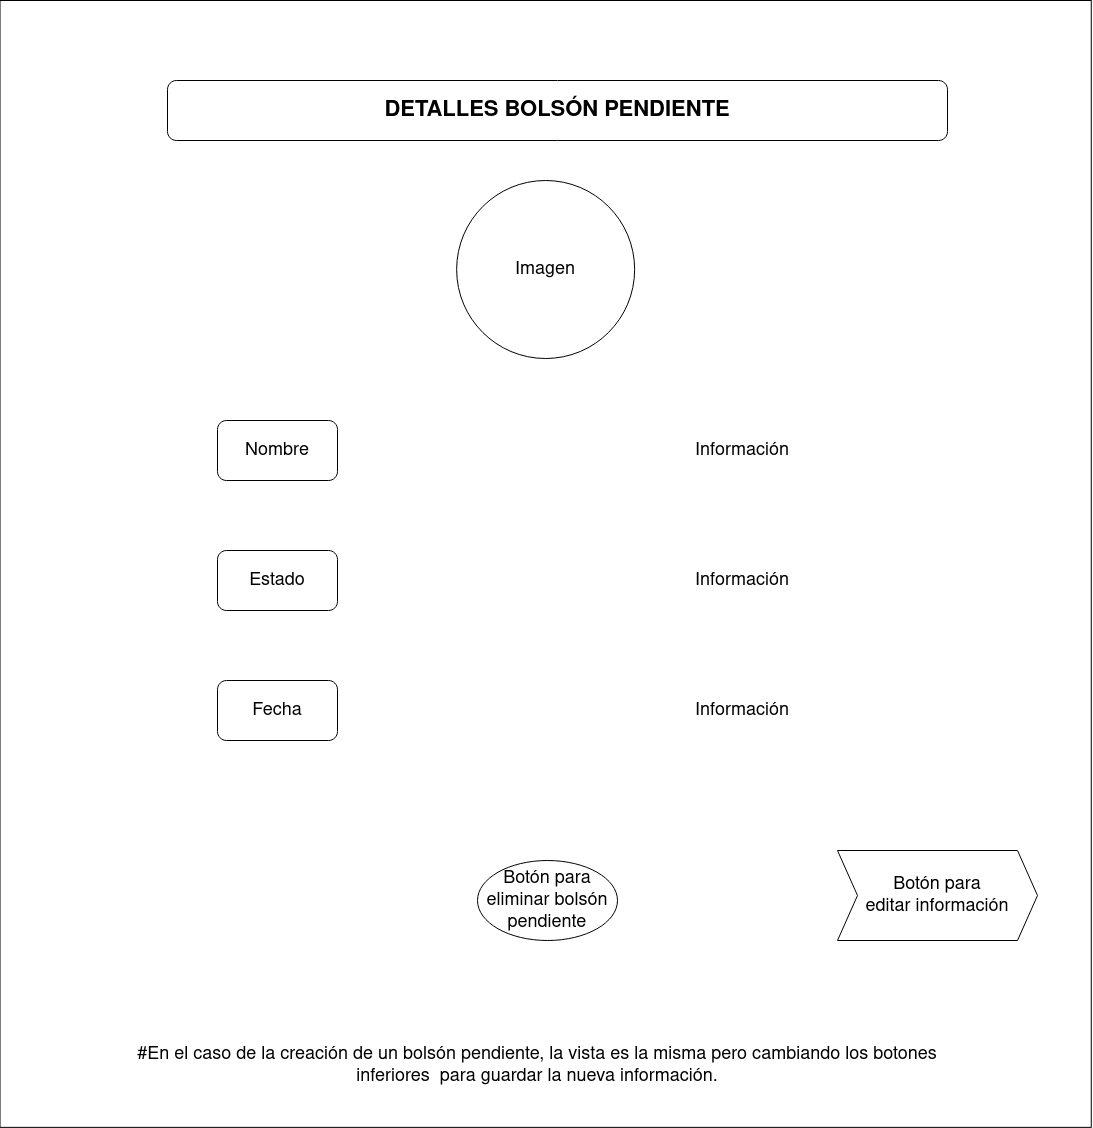 DETALLES BOLSÓN PENDIENTE
Imagen
Nombre
Información
Estado
Información
Fecha
Información
Botón para
eliminar bolsón
pendiente
Botón para
editar información
#En el caso de la creación de un bolsón pendiente, la vista es la misma pero cambiando los botones
inferiores  para guardar la nueva información.